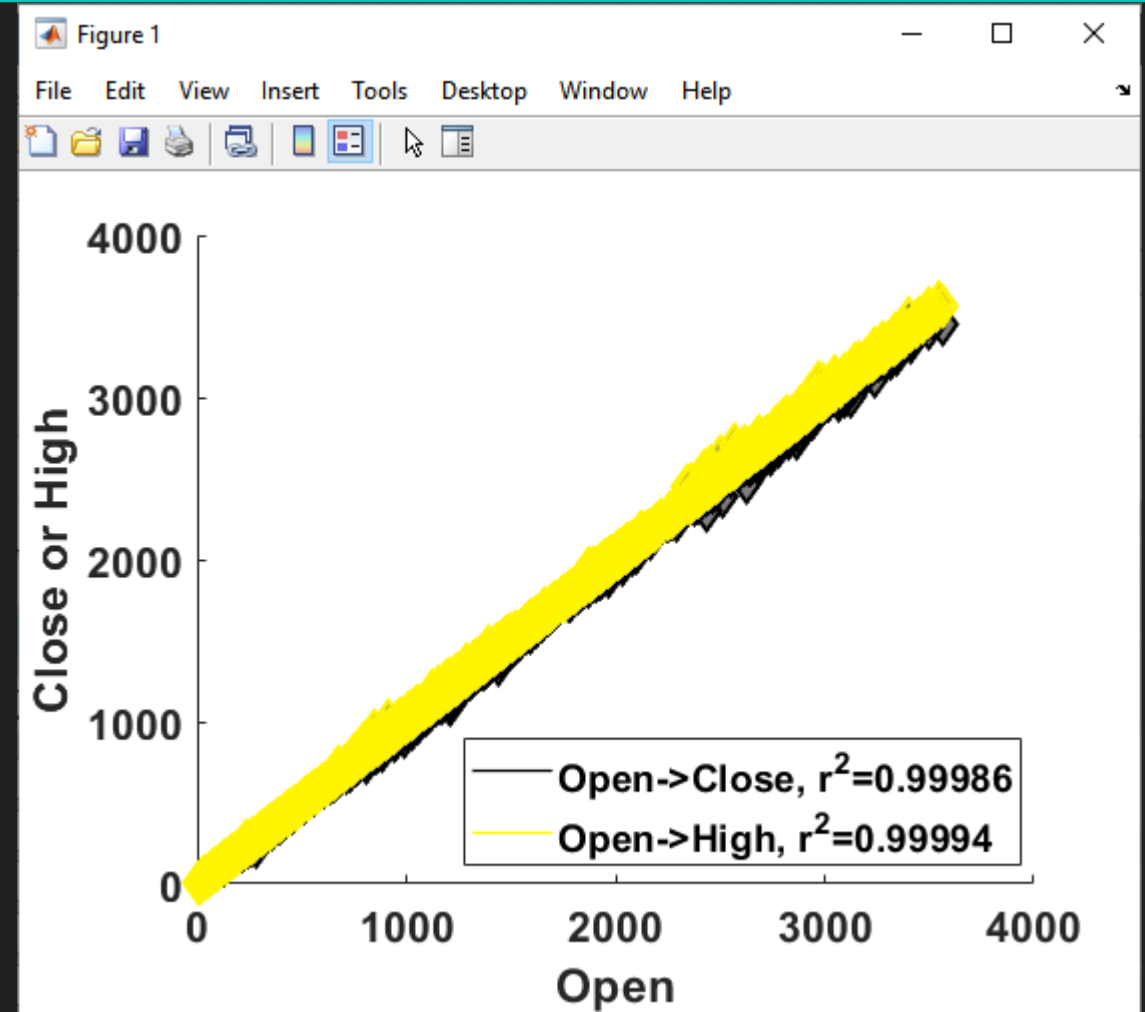 Figure 1
File Edit View Insert Tools Desktop Window Help
4000
3000
2000
1000
0
Close or High
Open->Close, r²=0.99986
Open->High, r²=0.99994
0 1000 2000 3000 4000
Open